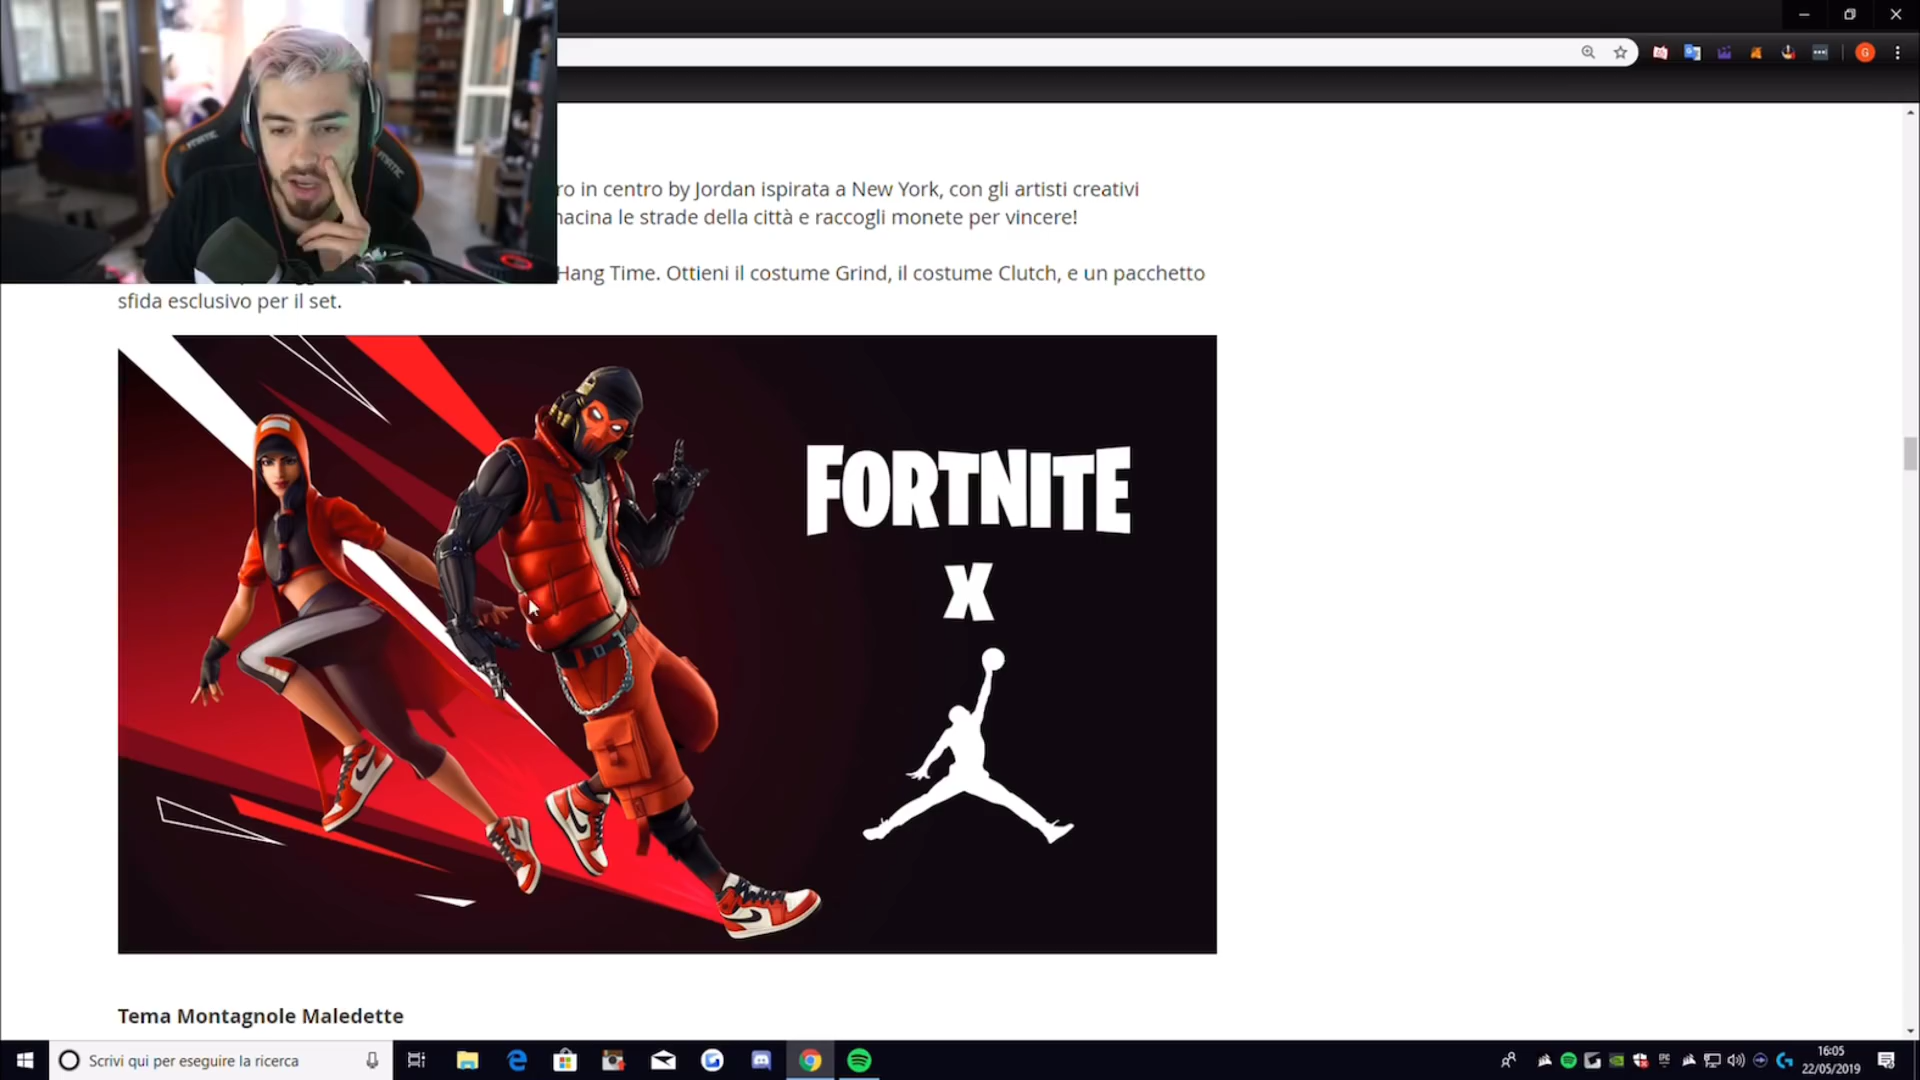 ro in centro by Jordan ispirata a New York, con gli artisti creativi
nacina le strade della città e raccogli monete per vincere!
Hang Time. Ottieni il costume Grind, il costume Clutch, e un pacchetto
sfida esclusivo per il set.
FORTNITE
X
Tema Montagnole Maledette
Scrivi qui per eseguire la ricerca
16:05
22/05/2019
G